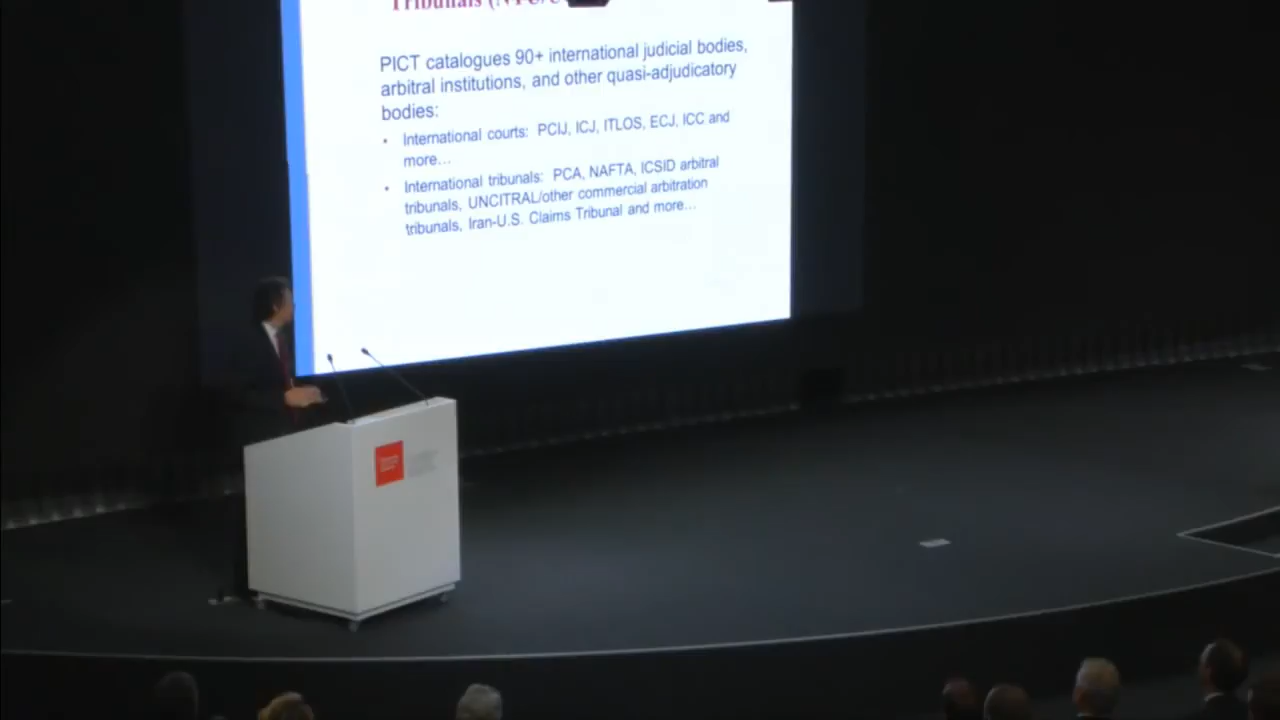 Tribunals
PICT catalogues 90+ international judicial bodies,
arbitral institutions, and other quasi-adjudicatory
bodies:
• International courts: PCIJ, ICJ, ITLOS, ECJ, ICC and
more…
• International tribunals: PCA, NAFTA, ICSID arbitral
tribunals, UNCITRAL/other commercial arbitration
tribunals, Iran-U.S. Claims Tribunal and more…